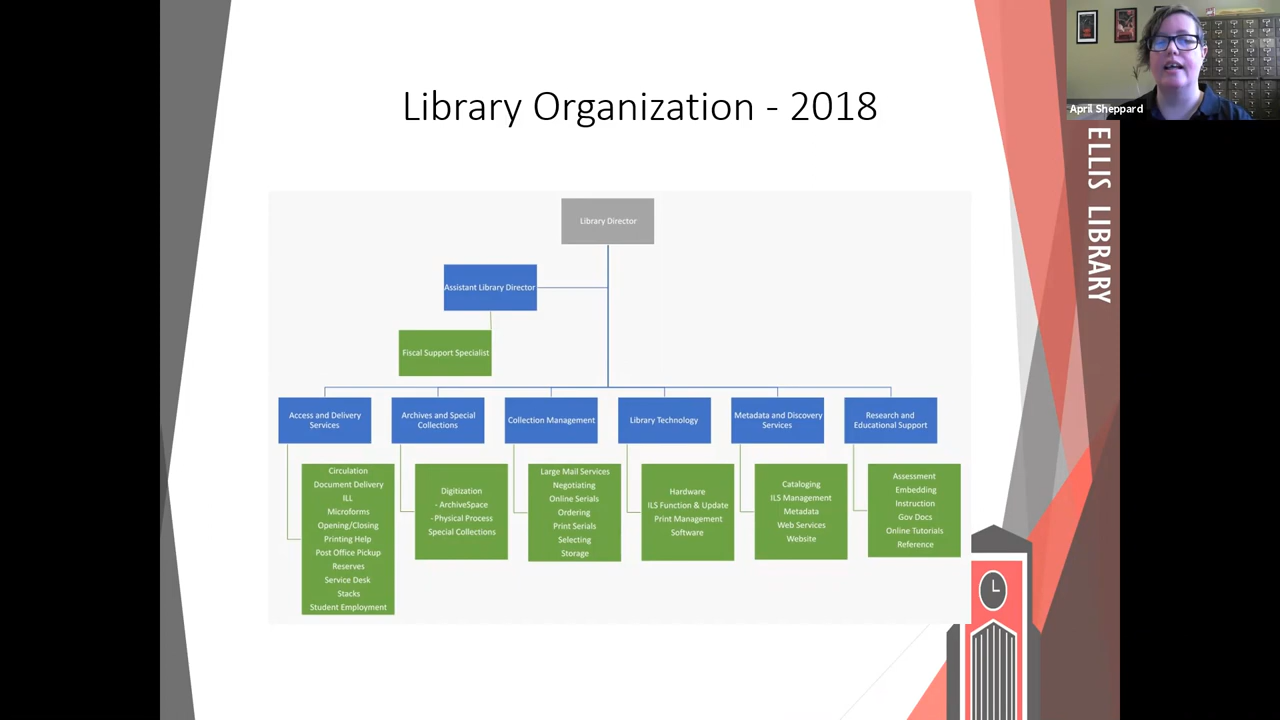 Library Organization - 2018
April Sheppard
ELLIS LIBRARY
Library Director
Assistant Library Director
Fiscal Support Specialist
Access and Delivery
Services
Archives and Special
Collections
Collection Management
Library Technology
Metadata and Discovery
Services
Research and
Educational Support
Circulation
Document Delivery
ILL
Microforms
Opening/Closing
Printing Help
Post Office Pickup
Reserves
Service Desk
Stacks
Student Employment
Digitization
- ArchiveSpace
- Physical Process
Special Collections
Large Mail Services
Negotiating
Online Serials
Ordering
Print Serials
Selecting
Storage
Hardware
ILS Function & Update
Print Management
Software
Cataloging
ILS Management
Metadata
Web Services
Website
Assessment
Embedding
Instruction
Gov Docs
Online Tutorials
Reference